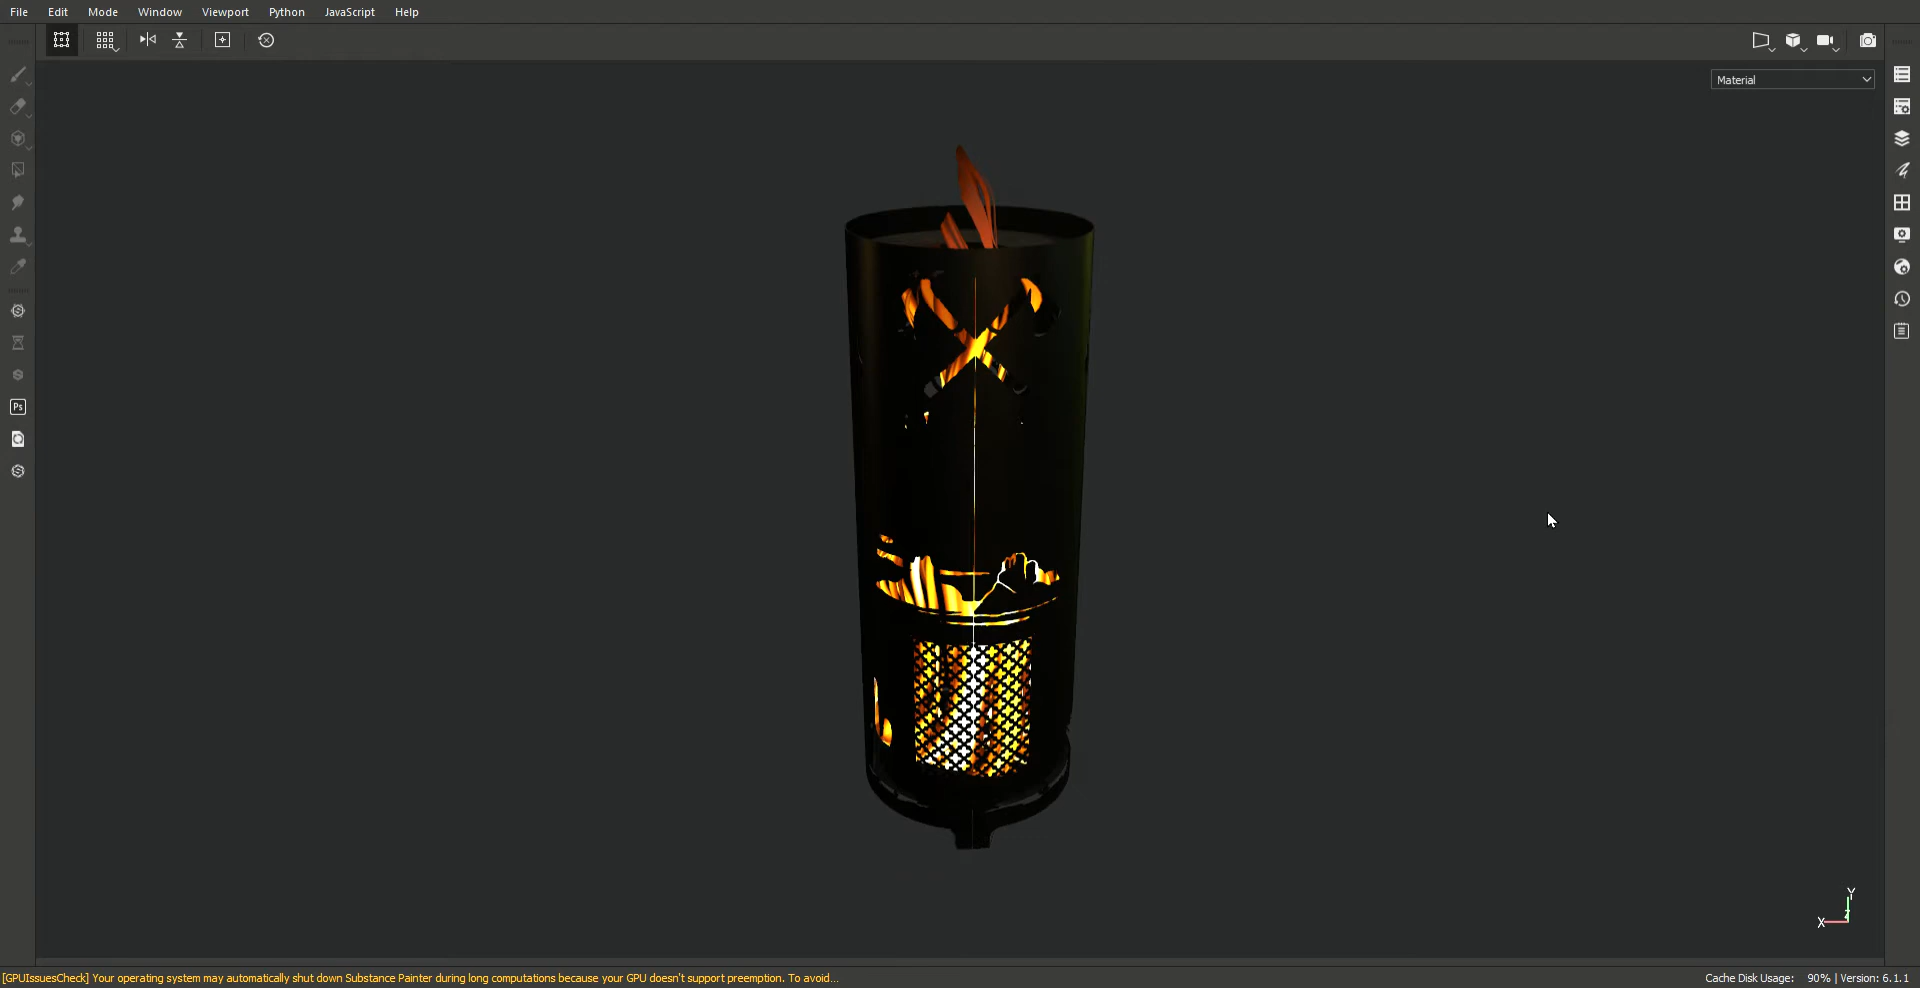 File Edit Mode Window Viewport Python JavaScript Help
Material
Ps
Y
Z
X
[GPUIssuesCheck] Your operating system may automatically shut down Substance Painter during long computations because your GPU doesn't support preemption. To avoid...
Cache Disk Usage: 90% | Version: 6.1.1